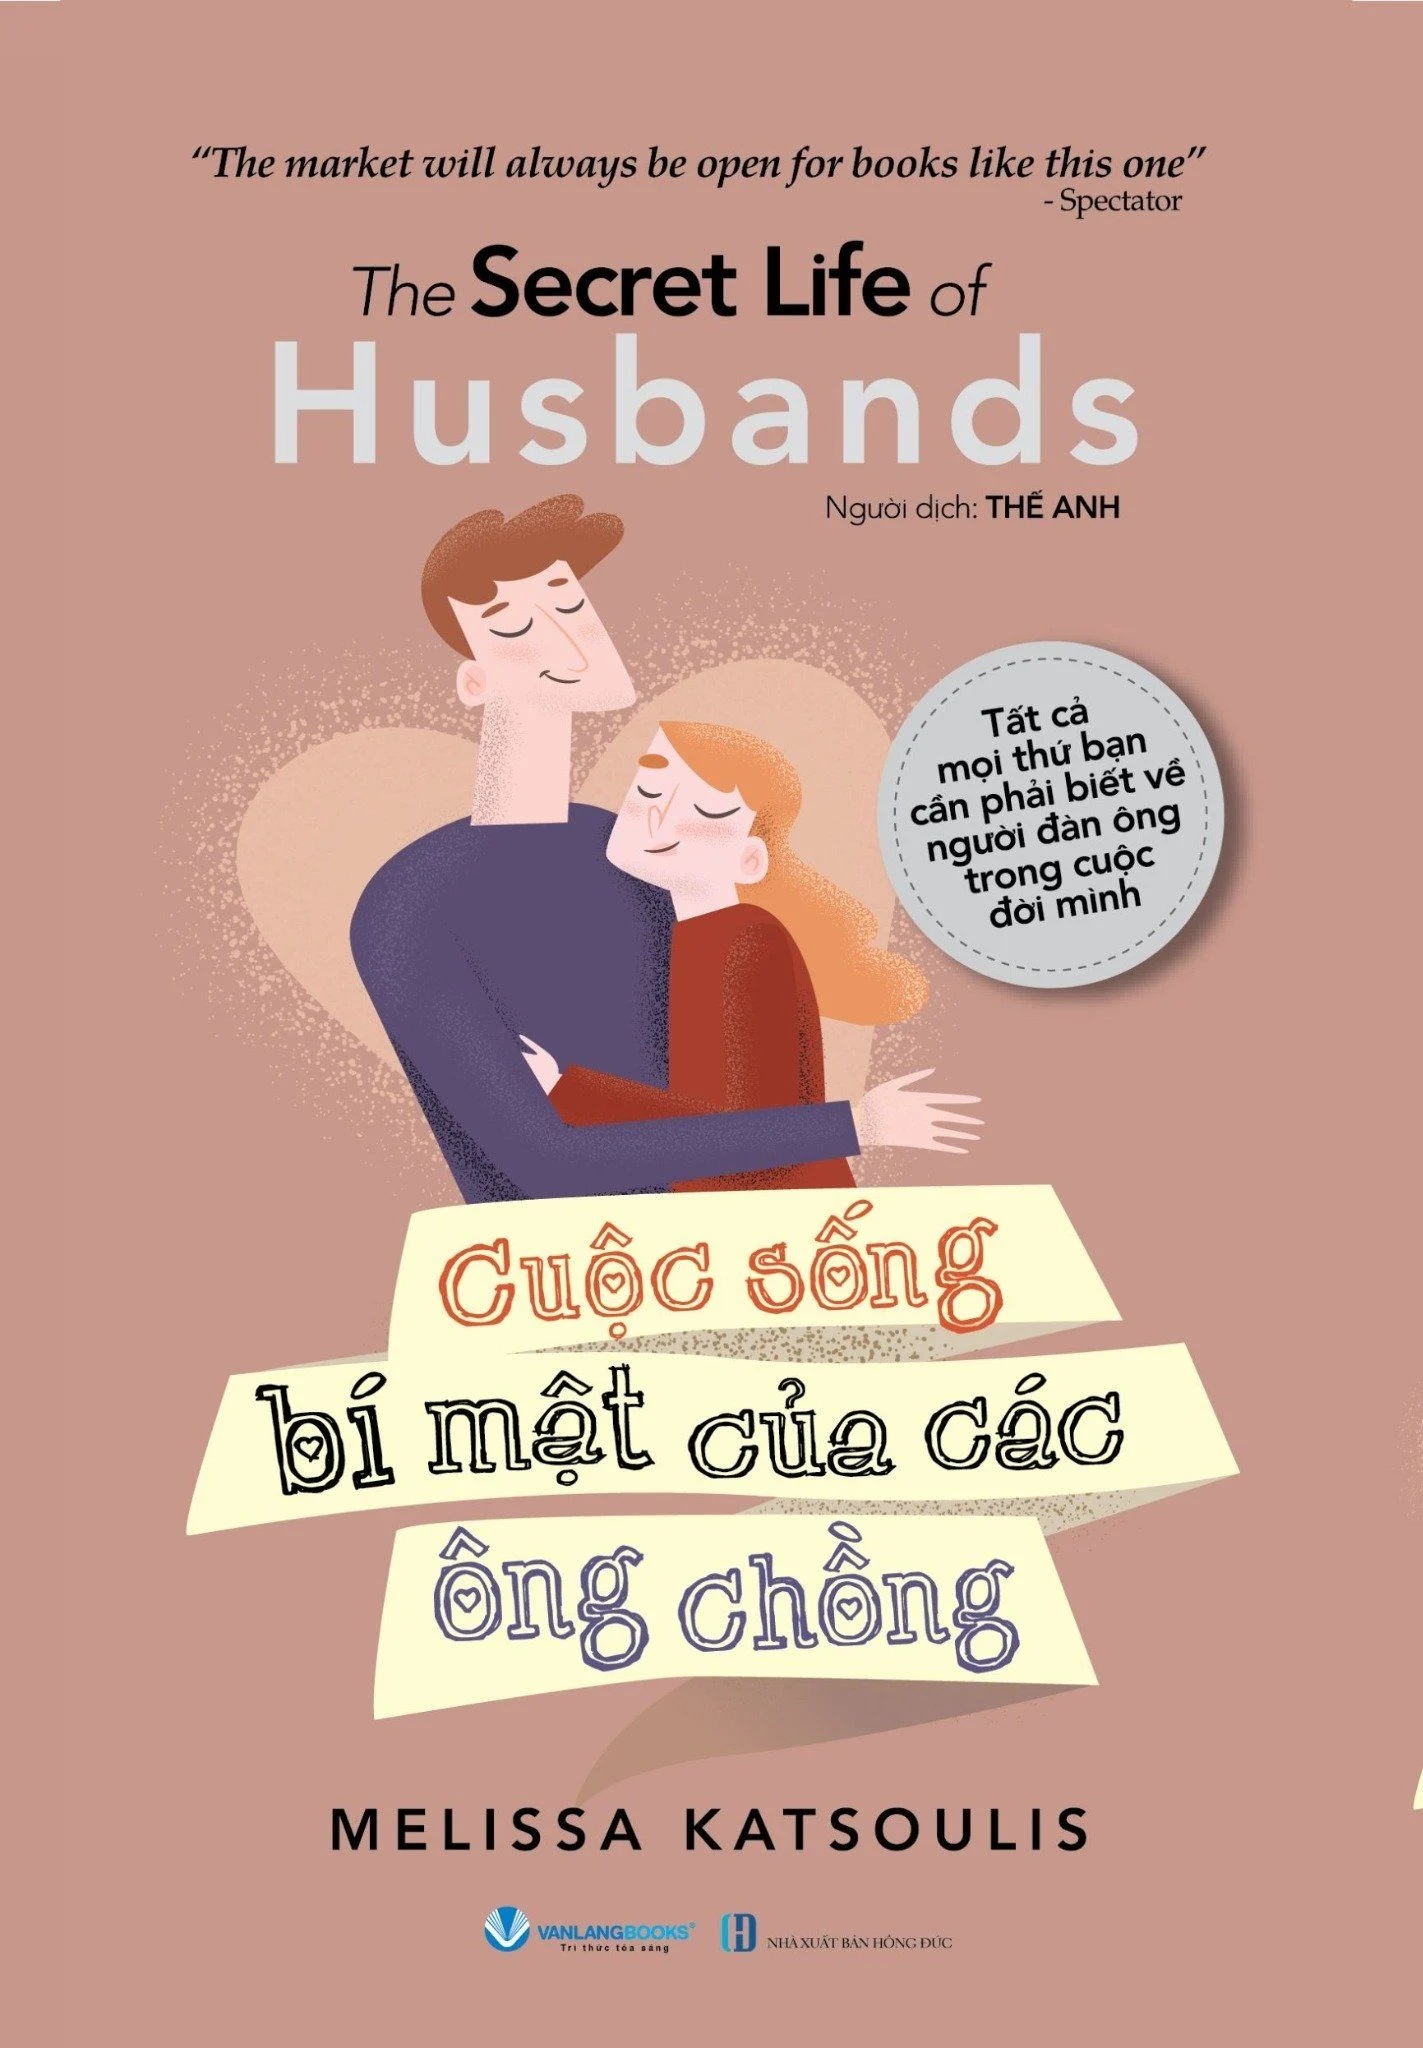 “The market will always be open for books like this one”
- Spectator
The Secret Life of
Husbands
Người dịch: THẾ ANH
Tất cả
mọi thứ bạn
cần phải biết về
người đàn ông
trong cuộc
đời mình
Cuộc sống
bí mật của các
ông chồng
MELISSA KATSOULIS
VANLANGBOOKS®
Tri thức tỏa sáng
NHÀ XUẤT BẢN HỒNG ĐỨC